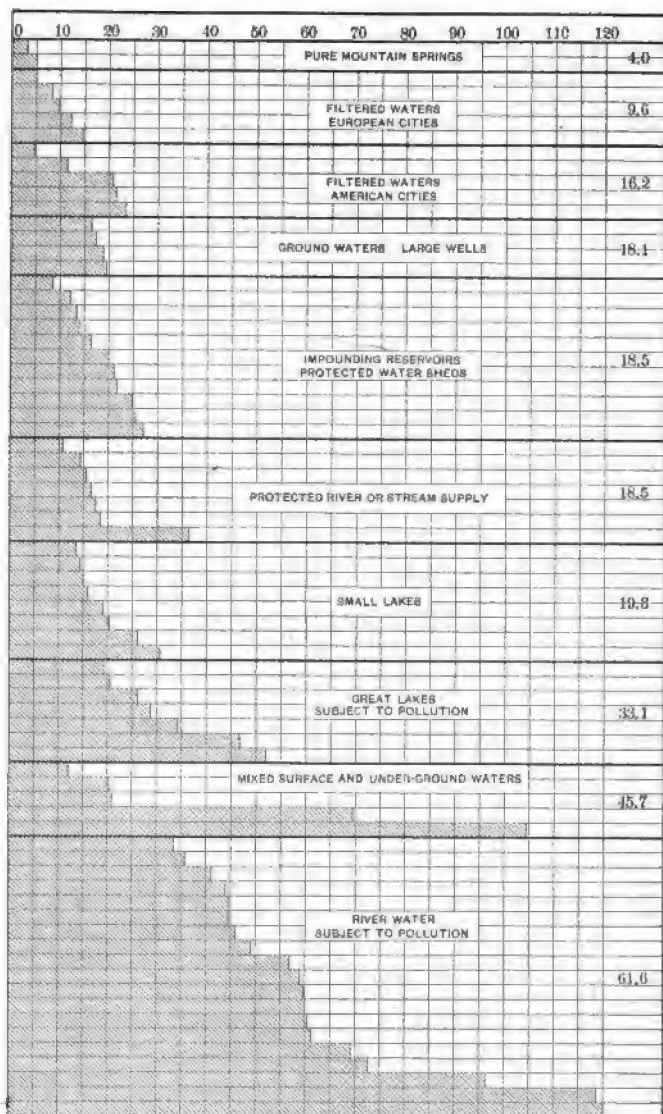 0 10 20 30 40 50 60 70 80 90 100 110 120
PURE MOUNTAIN SPRINGS 4.0
FILTERED WATERS
EUROPEAN CITIES
9.6
FILTERED WATERS
AMERICAN CITIES
16.2
GROUND WATERS LARGE WELLS 18.1
IMPOUNDING RESERVOIRS
PROTECTED WATER SHEDS
18.5
PROTECTED RIVER OR STREAM SUPPLY 18.5
SMALL LAKES 19.8
GREAT LAKES
SUBJECT TO POLLUTION
33.1
MIXED SURFACE AND UNDER-GROUND WATERS
45.7
RIVER WATER
SUBJECT TO POLLUTION
61.6